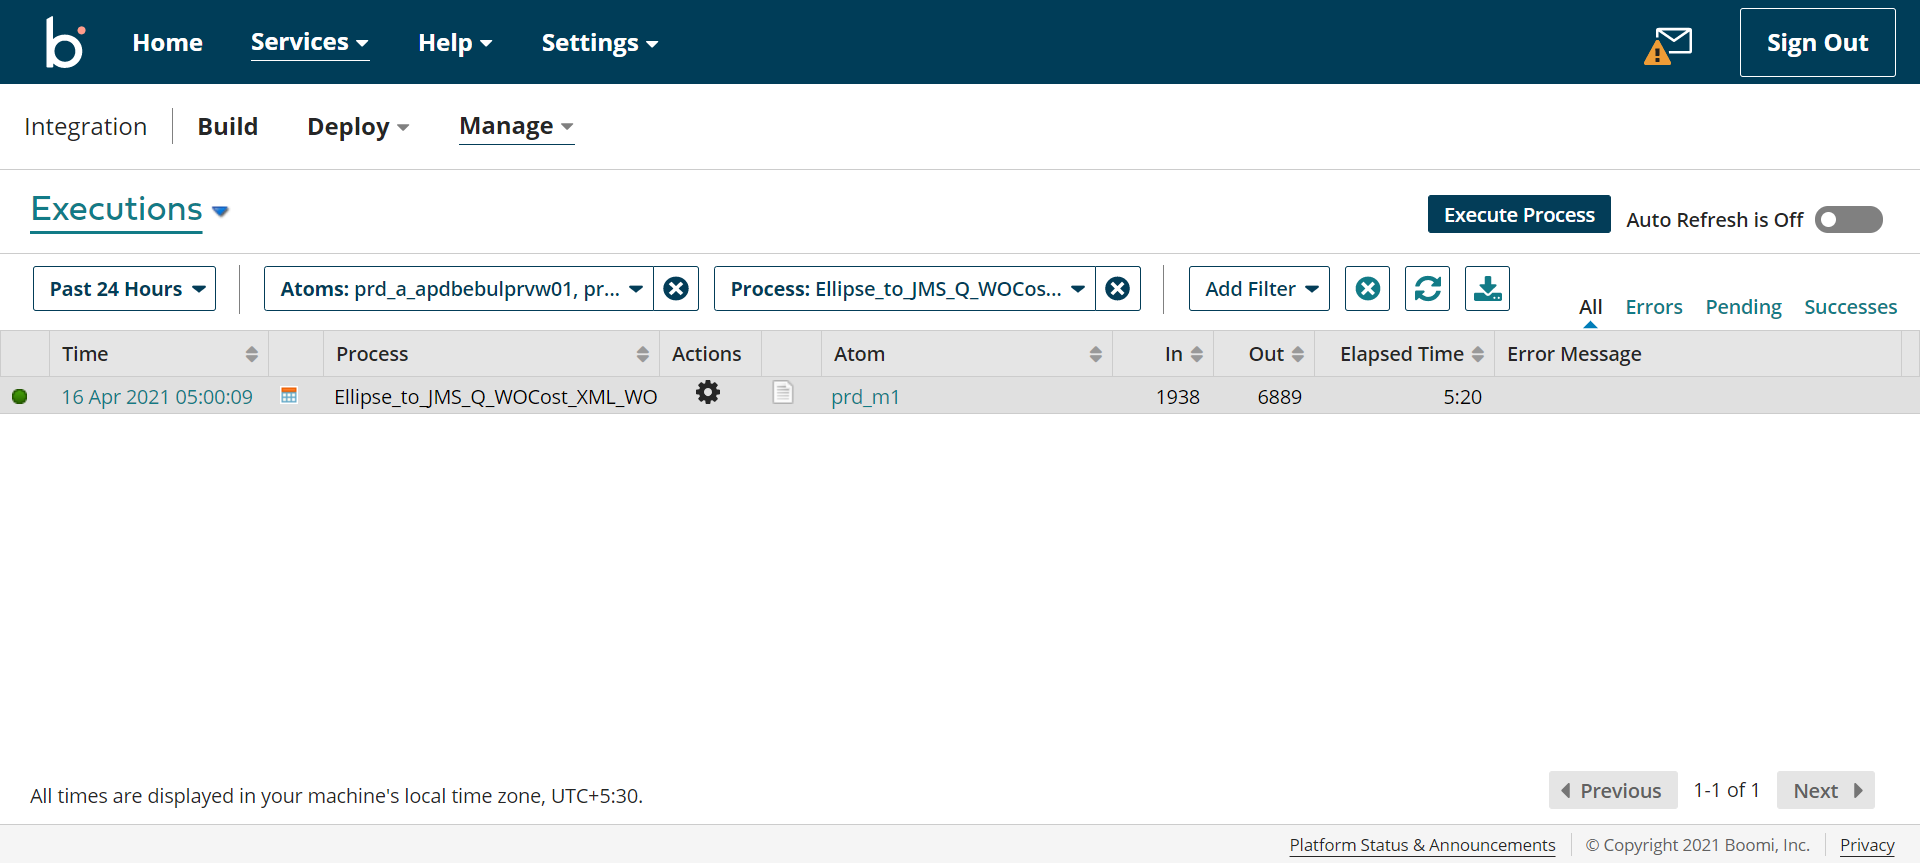 b Home Services Help Settings Sign Out
Integration Build Deploy Manage
Executions Execute Process Auto Refresh is Off
Past 24 Hours Atoms: prd_a_apdbebulprvw01, pr... Process: Ellipse_to_JMS_Q_WOCos... Add Filter All Errors Pending Successes
Time Process Actions Atom In Out Elapsed Time Error Message
16 Apr 2021 05:00:09 Ellipse_to_JMS_Q_WOCost_XML_WO prd_m1 1938 6889 5:20
All times are displayed in your machine's local time zone, UTC+5:30. Previous 1-1 of 1 Next
Platform Status & Announcements © Copyright 2021 Boomi, Inc. Privacy